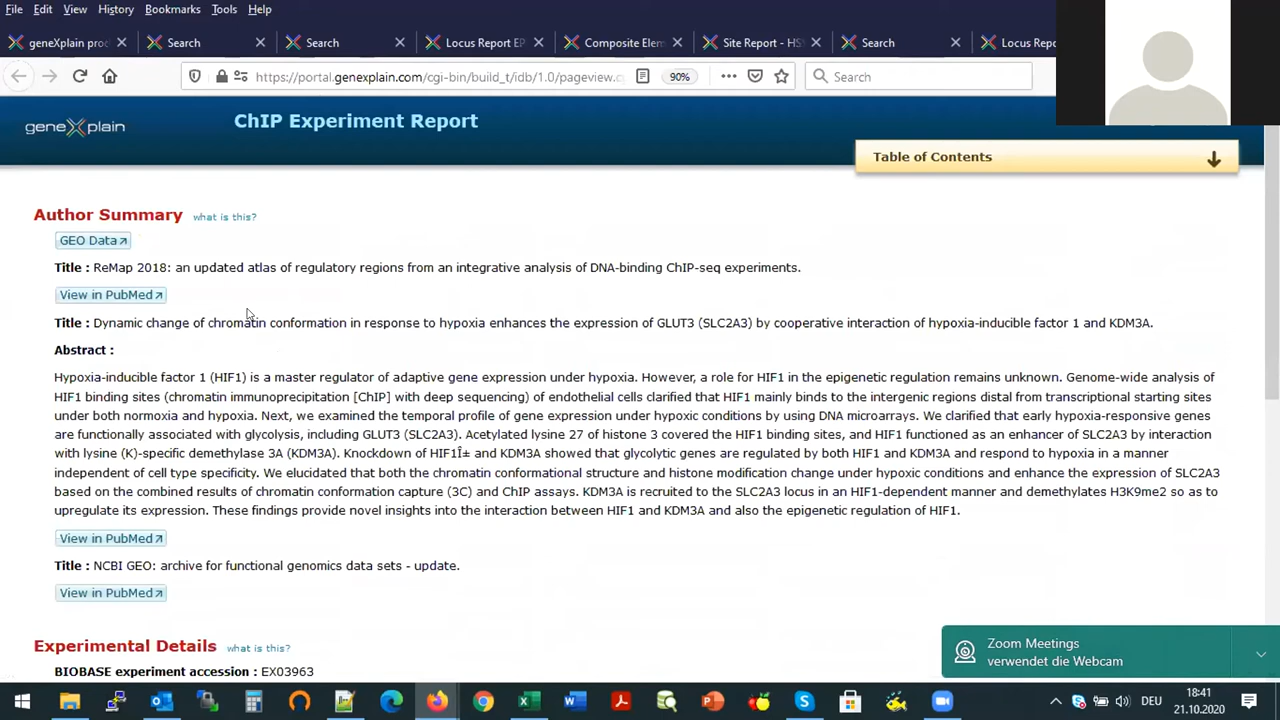 File Edit View History Bookmarks Tools Help
geneXplain pro Search Search Locus Report EP Composite Elem Site Report - HSV Search Locus Repo
https://portal.genexplain.com/cgi-bin/build_t/idb/1.0/pageview.c 90% Search
geneXplain ChIP Experiment Report
Table of Contents
Author Summary what is this?
GEO Data
Title : ReMap 2018: an updated atlas of regulatory regions from an integrative analysis of DNA-binding ChIP-seq experiments.
View in PubMed
Title : Dynamic change of chromatin conformation in response to hypoxia enhances the expression of GLUT3 (SLC2A3) by cooperative interaction of hypoxia-inducible factor 1 and KDM3A.
Abstract :
Hypoxia-inducible factor 1 (HIF1) is a master regulator of adaptive gene expression under hypoxia. However, a role for HIF1 in the epigenetic regulation remains unknown. Genome-wide analysis of
HIF1 binding sites (chromatin immunoprecipitation [ChIP] with deep sequencing) of endothelial cells clarified that HIF1 mainly binds to the intergenic regions distal from transcriptional starting sites
under both normoxia and hypoxia. Next, we examined the temporal profile of gene expression under hypoxic conditions by using DNA microarrays. We clarified that early hypoxia-responsive genes
are functionally associated with glycolysis, including GLUT3 (SLC2A3). Acetylated lysine 27 of histone 3 covered the HIF1 binding sites, and HIF1 functioned as an enhancer of SLC2A3 by interaction
with lysine (K)-specific demethylase 3A (KDM3A). Knockdown of HIF1Î± and KDM3A showed that glycolytic genes are regulated by both HIF1 and KDM3A and respond to hypoxia in a manner
independent of cell type specificity. We elucidated that both the chromatin conformational structure and histone modification change under hypoxic conditions and enhance the expression of SLC2A3
based on the combined results of chromatin conformation capture (3C) and ChIP assays. KDM3A is recruited to the SLC2A3 locus in an HIF1-dependent manner and demethylates H3K9me2 so as to
upregulate its expression. These findings provide novel insights into the interaction between HIF1 and KDM3A and also the epigenetic regulation of HIF1.
View in PubMed
Title : NCBI GEO: archive for functional genomics data sets - update.
View in PubMed
Experimental Details what is this?
BIOBASE experiment accession : EX03963
Zoom Meetings
verwendet die Webcam
DEU 18:41
21.10.2020